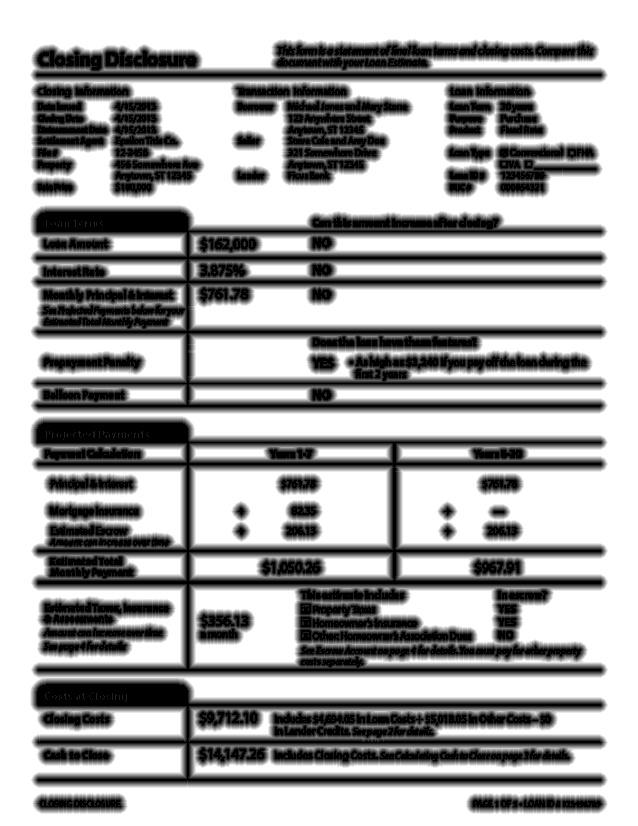 Closing Disclosure
This form is a statement of final loan terms and closing costs. Compare this
document with your Loan Estimate.
Closing Information
Transaction Information
Loan Information
Date Issued 4/15/2013
Closing Date 4/15/2013
Disbursement Date 4/15/2013
Settlement Agent Epsilon Title Co.
File # 12-3456
Property 456 Somewhere Ave
Anytown, ST 12345
Sale Price $180,000
Borrower Michael Jones and Mary Stone
123 Anywhere Street
Anytown, ST 12345
Seller Steve Cole and Amy Doe
321 Somewhere Drive
Anytown, ST 12345
Lender
Loan Term 30 years
Purpose Purchase
Product Fixed Rate
Loan Type Conventional FHA
VA
Loan ID # 123456789
MIC # 000654321
Loan Terms
Can this amount increase after closing?
Loan Amount $162,000 NO
Interest Rate 3.875% NO
Monthly Principal & Interest $761.78 NO
See Projected Payments below for your
Estimated Total Monthly Payment
Does the loan have these features?
Prepayment Penalty YES • As high as $3,240 if you pay off the loan during the
first 2 years
Balloon Payment NO
Projected Payments
Payment Calculation Years 1-7 Years 8-30
Principal & Interest $761.78 $761.78
Mortgage Insurance + 82.35 + —
Estimated Escrow + 206.13 + 206.13
Amount can increase over time
Estimated Total
Monthly Payment $1,050.26 $967.91
Estimated Taxes, Insurance
& Assessments
Amount can increase over time
See page 4 for details
$356.13
a month
This estimate includes In escrow?
Property Taxes YES
Homeowner's Insurance YES
Other: Homeowner's Association Dues NO
See Escrow Account on page 4 for details. You must pay for other property
costs separately.
Costs at Closing
Closing Costs $9,712.10 Includes $4,694.05 in Loan Costs + $5,018.05 in Other Costs – $0
in Lender Credits. See page 2 for details.
Cash to Close $14,147.26 Includes Closing Costs. See Calculating Cash to Close on page 3 for details.
CLOSING DISCLOSURE
PAGE 1 OF 5 • LOAN ID # 123456789